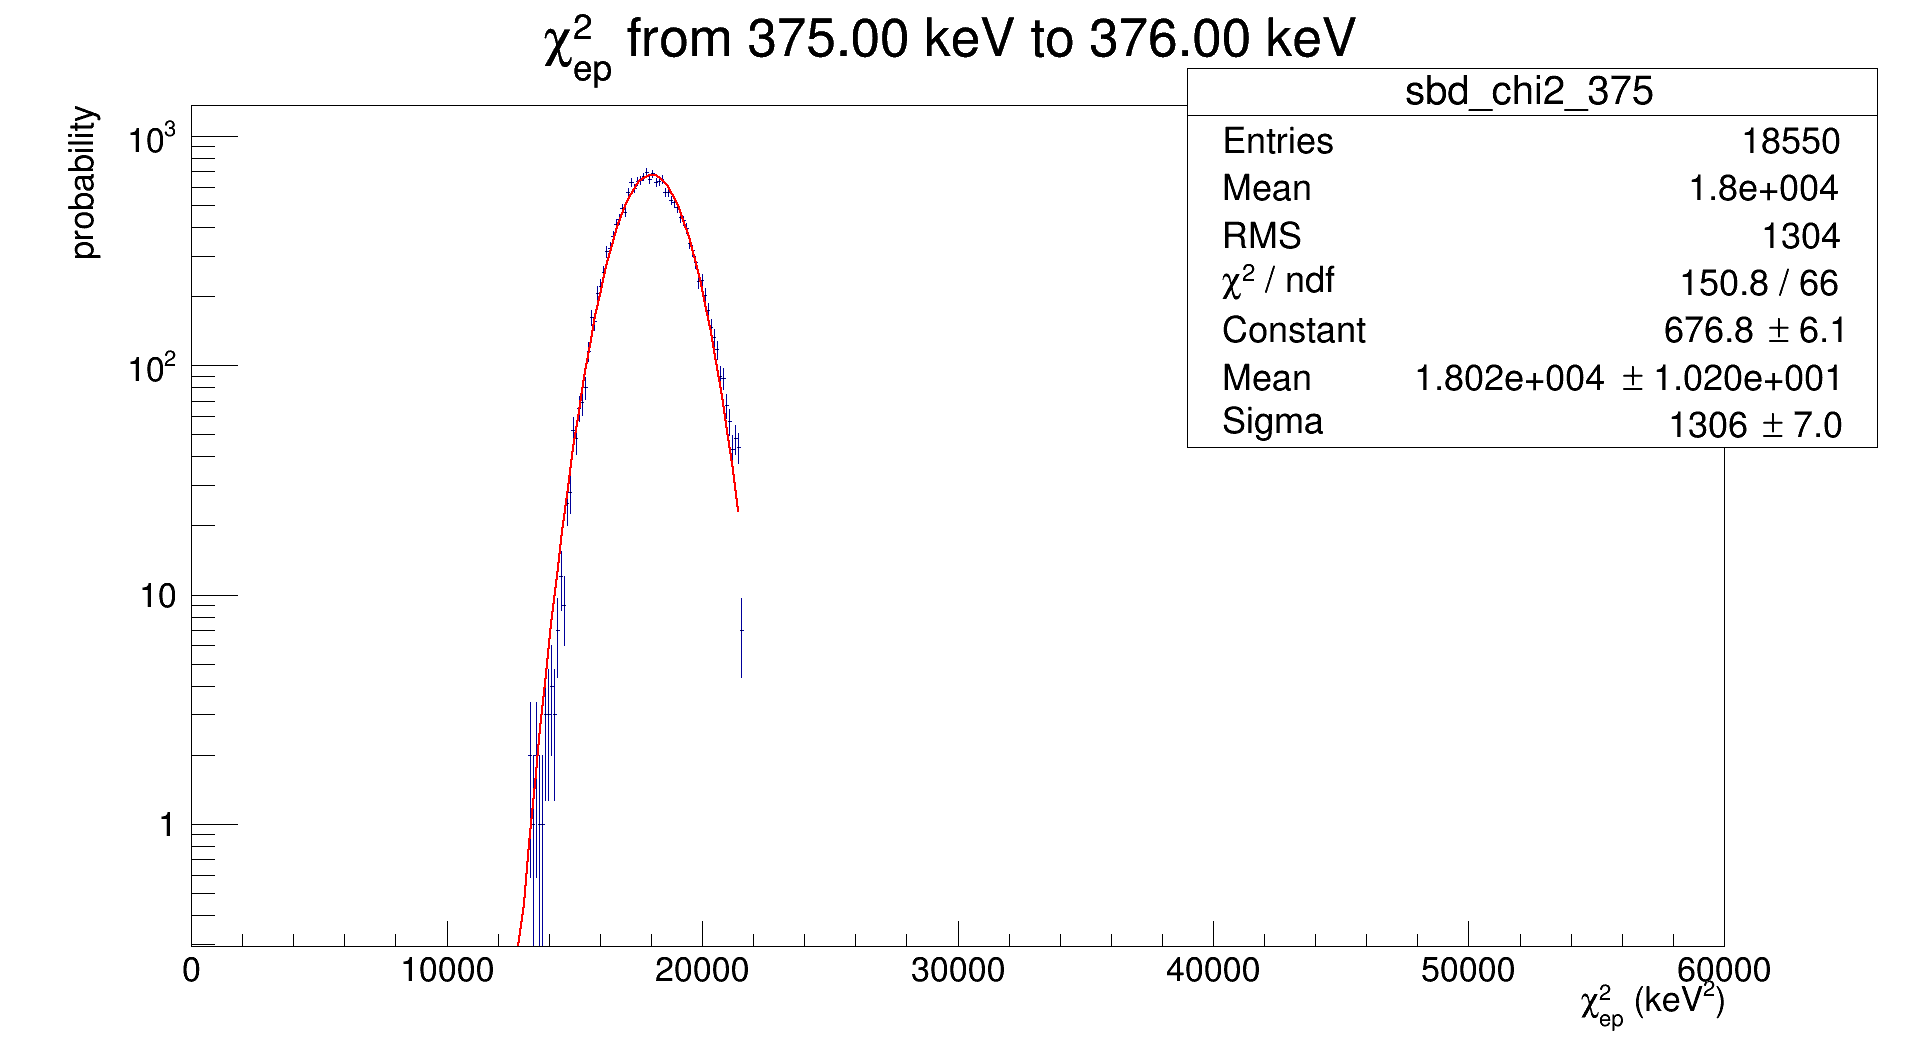 χ²ep from 375.00 keV to 376.00 keV
sbd_chi2_375
Entries 18550
Mean 1.8e+004
RMS 1304
χ² / ndf 150.8 / 66
Constant 676.8 ± 6.1
Mean 1.802e+004 ± 1.020e+001
Sigma 1306 ± 7.0
probability
10³
10²
10
1
0 10000 20000 30000 40000 50000 60000
χ²ep (keV²)